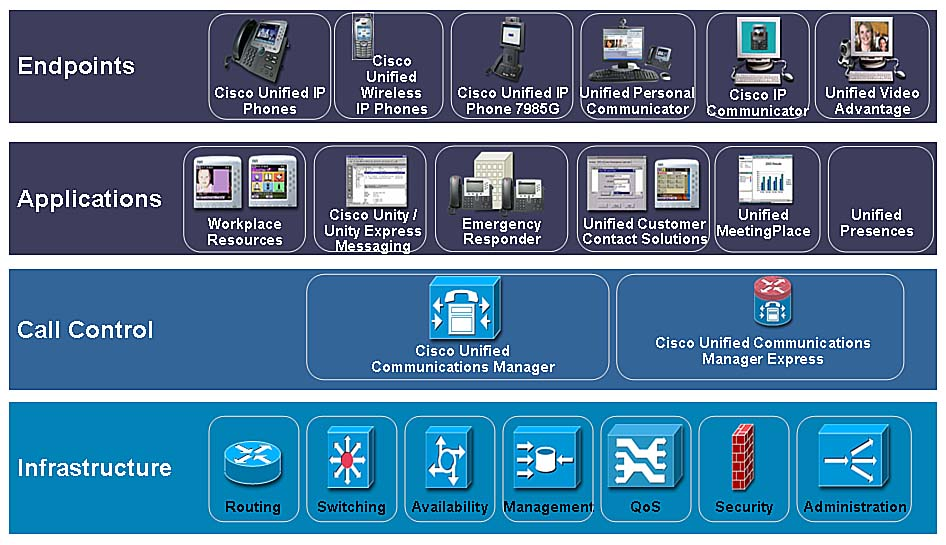 Endpoints
Cisco Unified IP
Phones
Cisco
Unified
Wireless
IP Phones
Cisco Unified IP
Phone 7985G
Unified Personal
Communicator
Cisco IP
Communicator
Unified Video
Advantage
Applications
Workplace
Resources
Cisco Unity /
Unity Express
Messaging
Emergency
Responder
Unified Customer
Contact Solutions
Unified
MeetingPlace
Unified
Presences
Call Control
Cisco Unified
Communications Manager
Cisco Unified Communications
Manager Express
Infrastructure
Routing
Switching
Availability
Management
QoS
Security
Administration